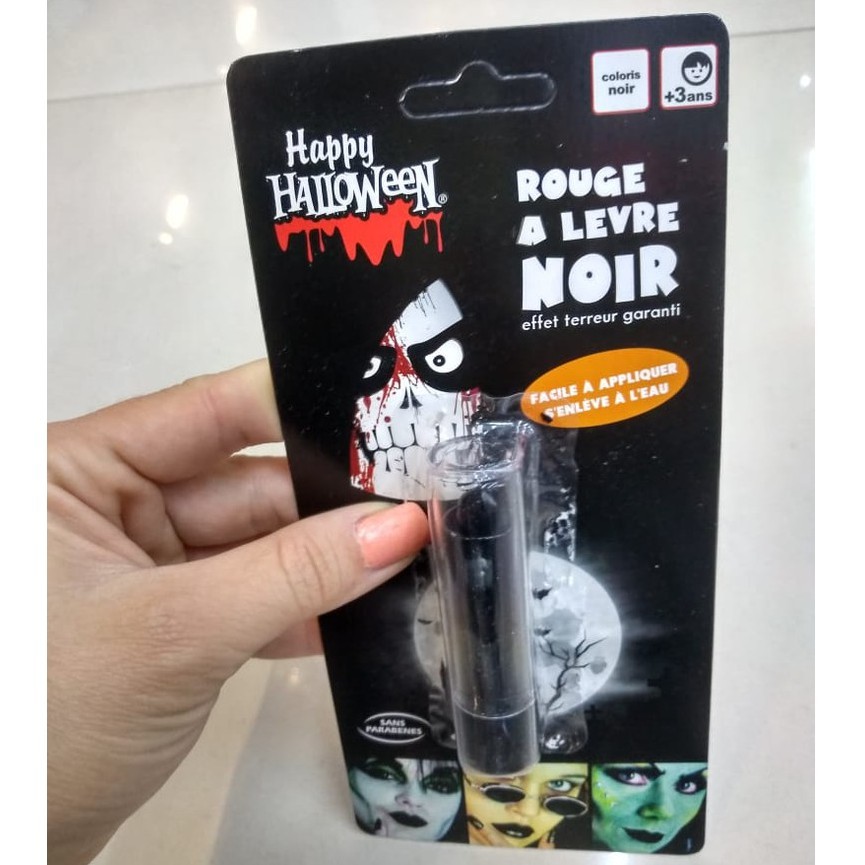 coloris
noir
+3ans
Happy
HALLOWEEN®
ROUGE
A LEVRE
NOIR
effet terreur garanti
FACILE À APPLIQUER
S'ENLÈVE À L'EAU
SANS
PARABENES